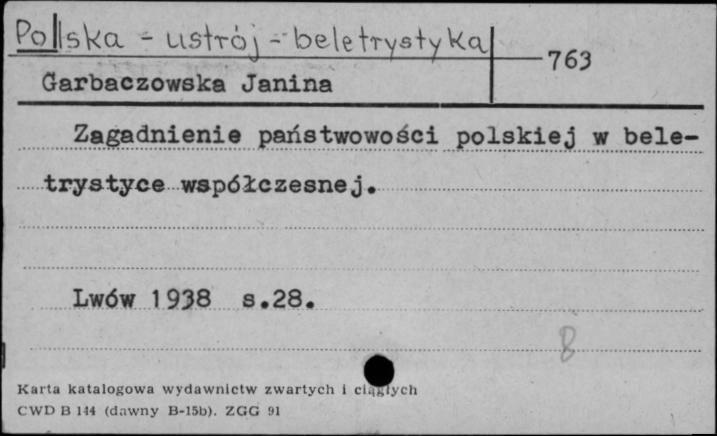 Polska - ustrój - beletrystyka
763
Garbaczowska Janina
Zagadnienie państwowości polskiej w bele-
trystyce współczesnej.
Lwów 1938 s.28.
B
Karta katalogowa wydawnictw zwartych i ciągłych
CWD B 144 (dawny B-15b). ZGG 91